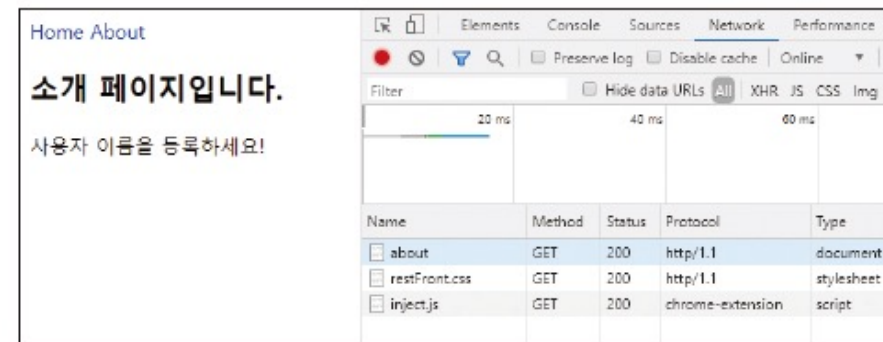 Home About
소개 페이지입니다.
사용자 이름을 등록하세요!
Elements Console Sources Network Performance
Preserve log Disable cache Online
Filter Hide data URLs All XHR JS CSS Img
20 ms 40 ms 60 ms
Name Method Status Protocol Type
about GET 200 http/1.1 document
restFront.css GET 200 http/1.1 stylesheet
inject.js GET 200 chrome-extension script